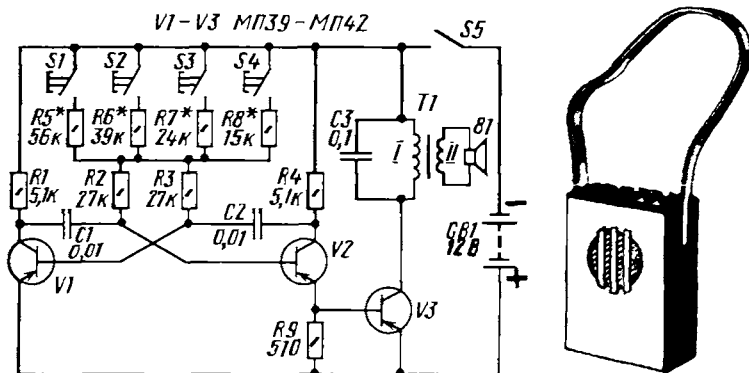 V1-V3 МП39-МП42
S1
S2
S3
S4
S5
R5*
56к
R6*
39к
R7*
24к
R8*
15к
C3
0,1
T1
I
II
B1
R1
5,1к
R2
27к
R3
27к
R4
5,1к
C1
0,01
C2
0,01
V1
V2
V3
R9
510
GB1
12В
-
+